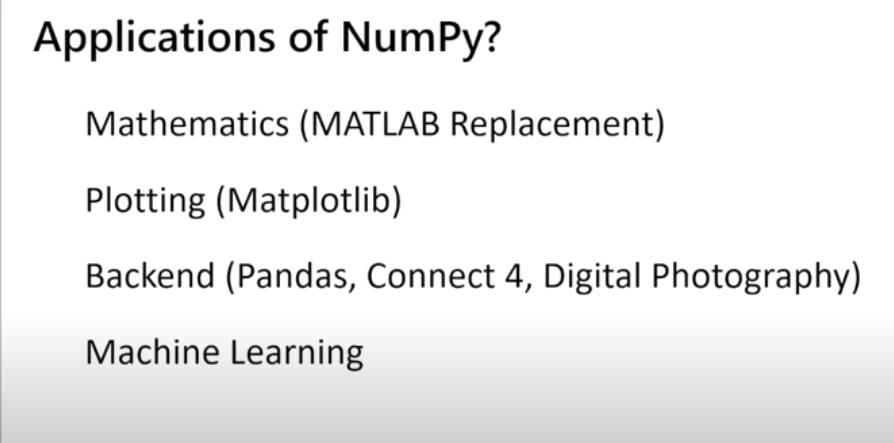 Applications of NumPy?
Mathematics (MATLAB Replacement)
Plotting (Matplotlib)
Backend (Pandas, Connect 4, Digital Photography)
Machine Learning